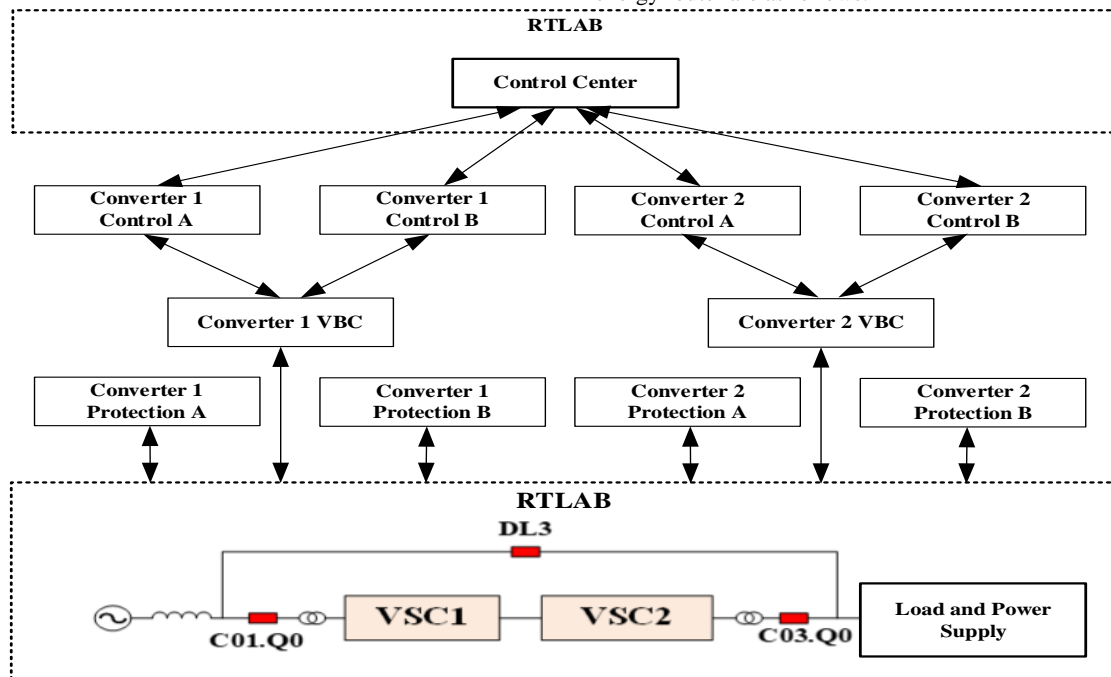 RTLAB
Control Center
Converter 1
Control A
Converter 1
Control B
Converter 2
Control A
Converter 2
Control B
Converter 1 VBC
Converter 2 VBC
Converter 1
Protection A
Converter 1
Protection B
Converter 2
Protection A
Converter 2
Protection B
RTLAB
DL3
C01.Q0
VSC1
VSC2
C03.Q0
Load and Power
Supply